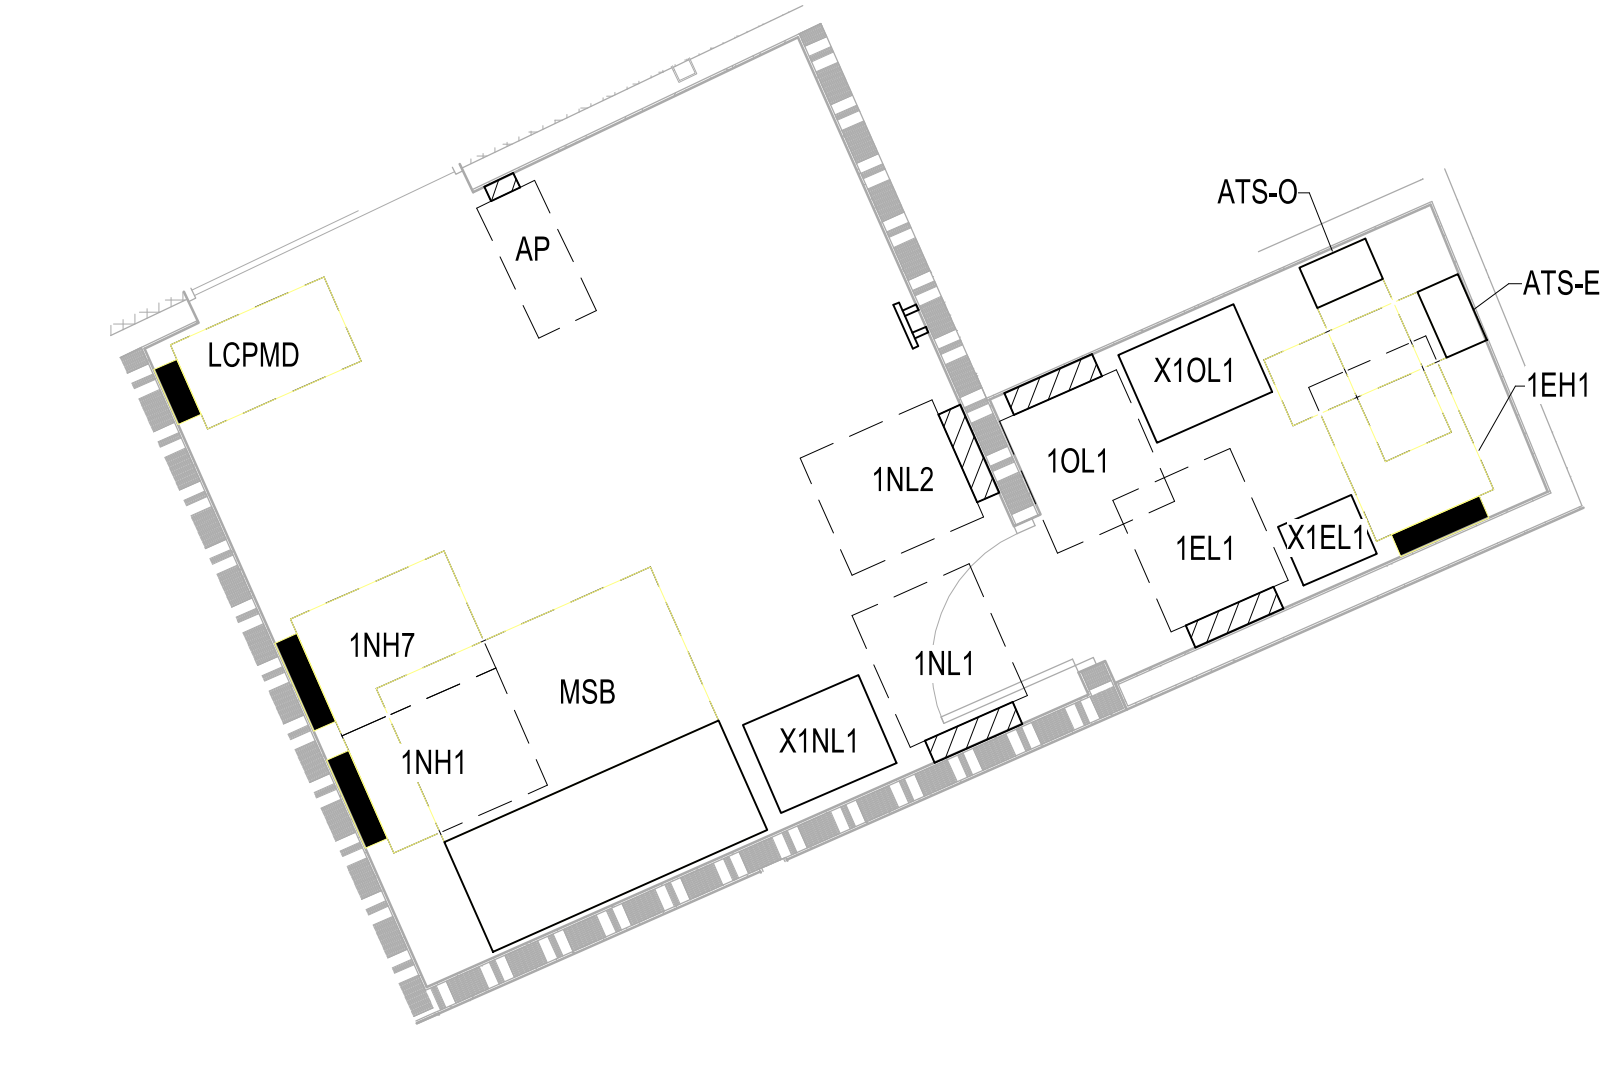 ATS-O
AP
ATS-E
LCPMD
X1OL1
1EH1
1OL1
1NL2
X1EL1
1EL1
1NH7
1NL1
MSB
X1NL1
1NH1